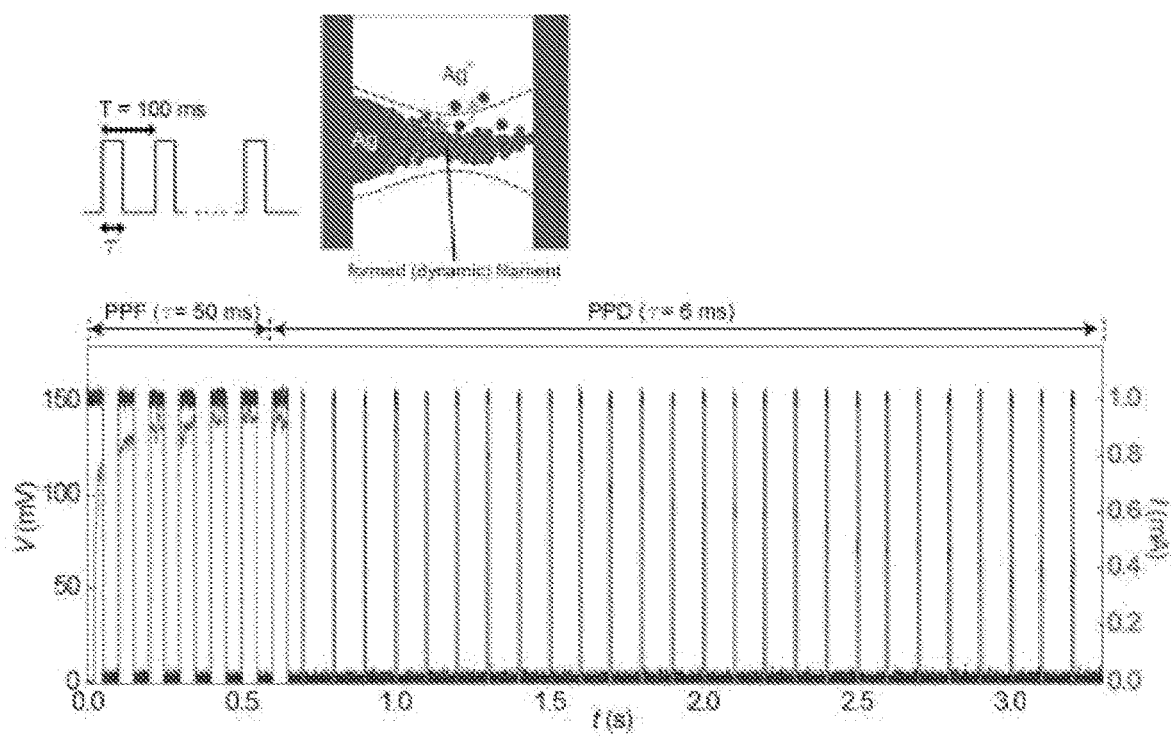 T = 100 ms
τ
Ag⁺
Ag
formed (dynamic) filament
PPF (τ= 50 ms)
PPD (τ= 6 ms)
150
100
50
0
V (mV)
1.0
0.8
0.6
0.4
0.2
0.0
0.0
0.5
1.0
1.5
2.0
2.5
3.0
t (s)